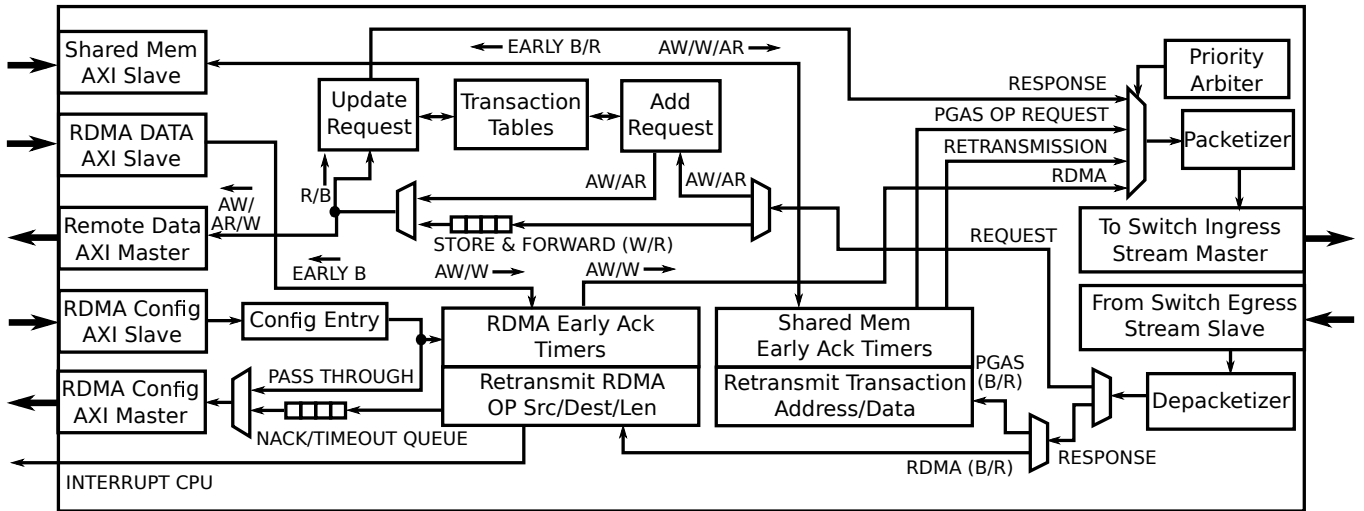 Shared Mem
AXI Slave
EARLY B/R
AW/W/AR
Priority
Arbiter
RESPONSE
Update
Request
Transaction
Tables
Add
Request
PGAS OP REQUEST
RDMA DATA
AXI Slave
Packetizer
RETRANSMISSION
RDMA
R/B
AW/AR
AW/AR
AW/
AR/W
Remote Data
AXI Master
STORE & FORWARD (W/R)
REQUEST
To Switch Ingress
Stream Master
EARLY B
AW/W
AW/W
RDMA Config
AXI Slave
Config Entry
RDMA Early Ack
Timers
Shared Mem
Early Ack Timers
From Switch Egress
Stream Slave
PASS THROUGH
PGAS
(B/R)
RDMA Config
AXI Master
Retransmit RDMA
OP Src/Dest/Len
Retransmit Transaction
Address/Data
Depacketizer
NACK/TIMEOUT QUEUE
RDMA (B/R)
RESPONSE
INTERRUPT CPU